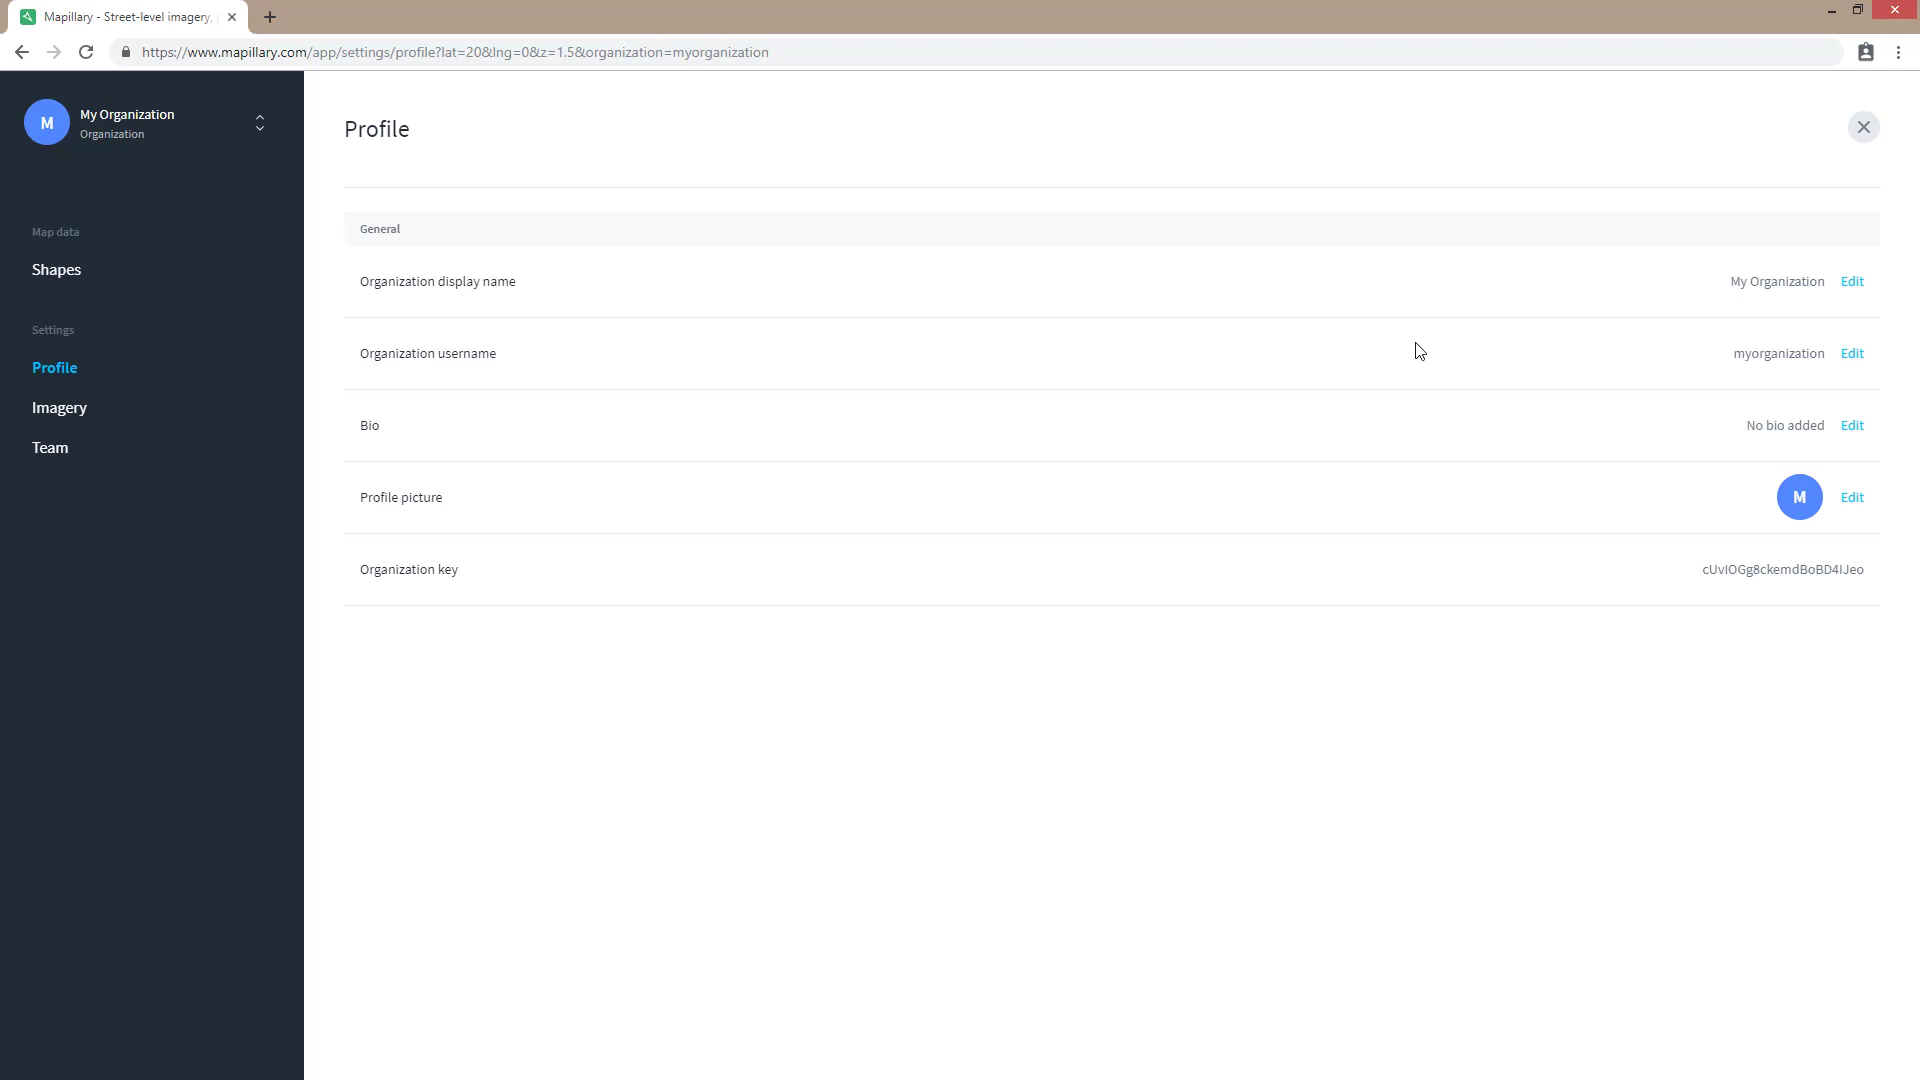 Mapillary - Street-level imagery,
https://www.mapillary.com/app/settings/profile?lat=20&lng=0&z=1.5&organization=myorganization
M
My Organization
Organization
Map data
Shapes
Settings
Profile
Imagery
Team
Profile
General
Organization display name
My Organization Edit
Organization username
myorganization Edit
Bio
No bio added Edit
Profile picture
M Edit
Organization key
cUvIOGg8ckemdBoBD4IJeo